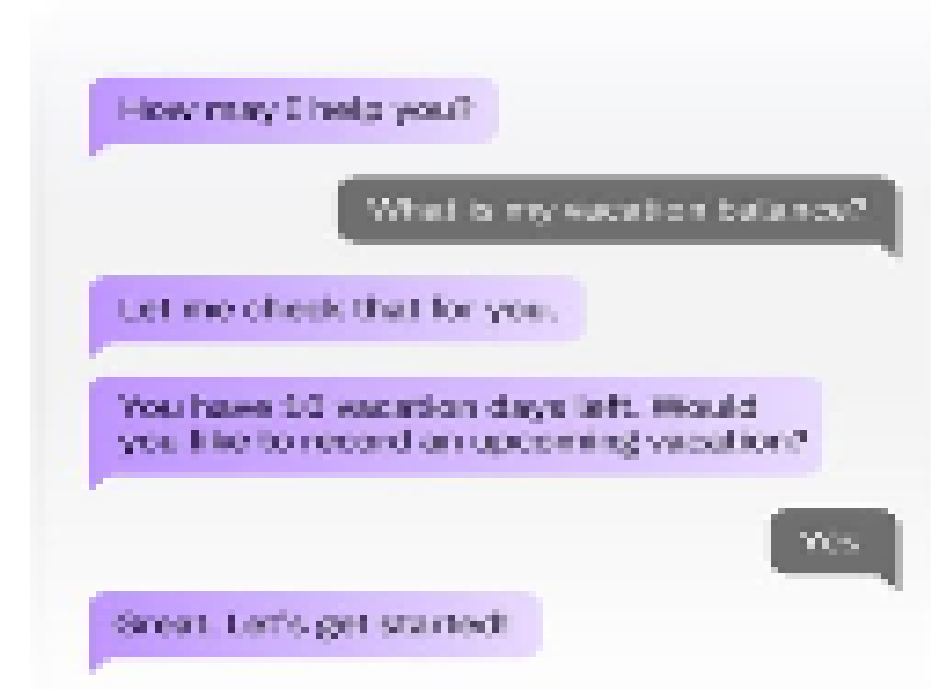 How may I help you?
What is my vacation balance?
Let me check that for you.
You have 10 vacation days left. Would
you like to record an upcoming vacation?
Yes
Great. Let's get started!